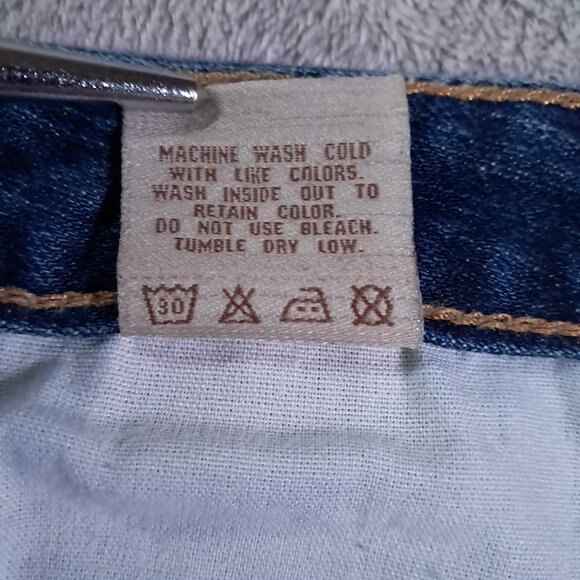 MACHINE WASH COLD
WITH LIKE COLORS.
WASH INSIDE OUT TO
RETAIN COLOR.
DO NOT USE BLEACH.
TUMBLE DRY LOW.
30